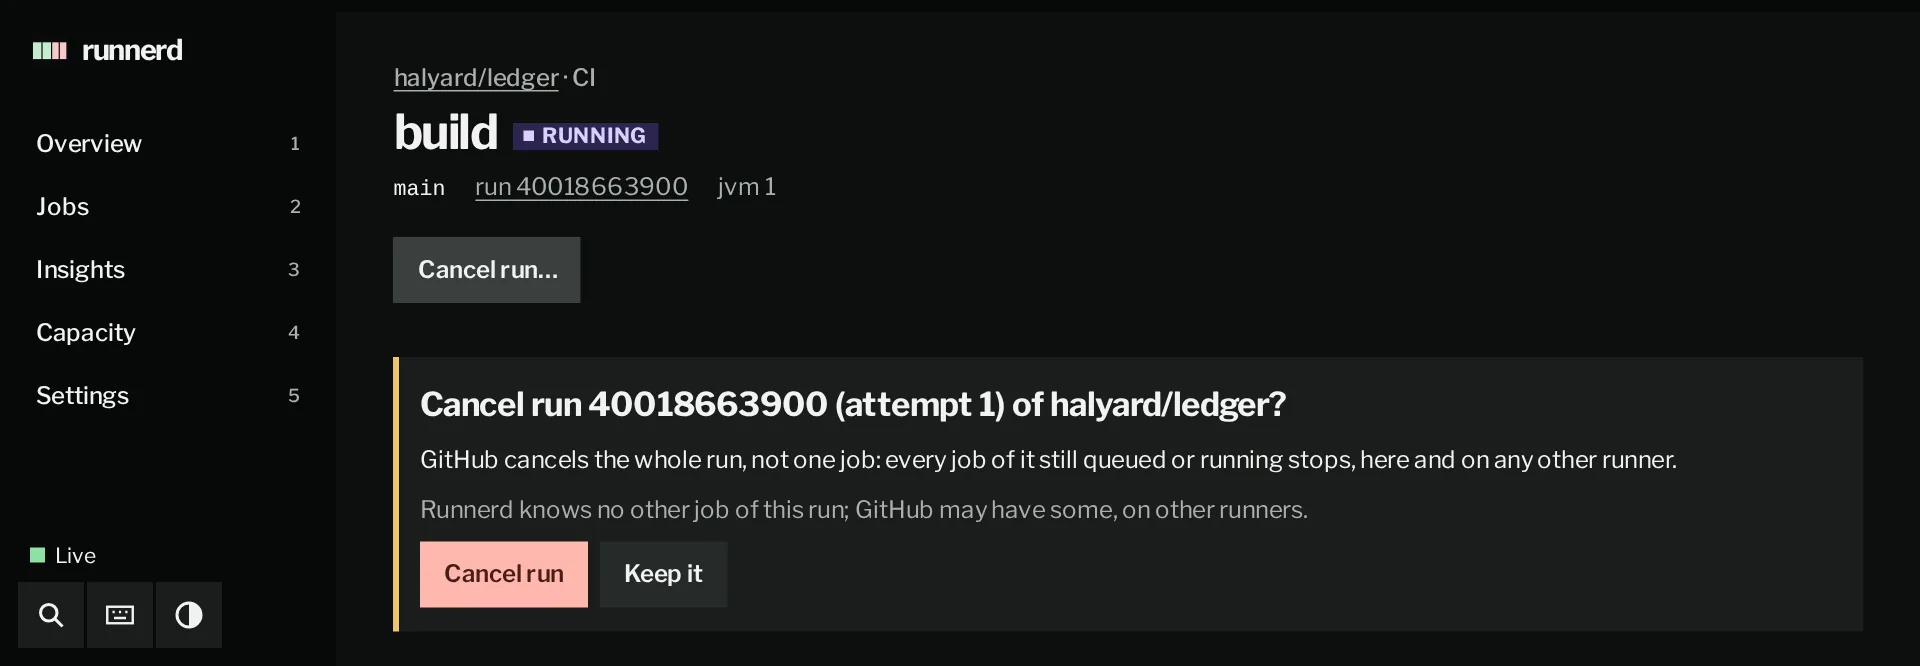 runnerd
Overview 1
Jobs 2
Insights 3
Capacity 4
Settings 5
Live
halyard/ledger · CI
build RUNNING
main run 40018663900 jvm 1
Cancel run…
Cancel run 40018663900 (attempt 1) of halyard/ledger?
GitHub cancels the whole run, not one job: every job of it still queued or running stops, here and on any other runner.
Runnerd knows no other job of this run; GitHub may have some, on other runners.
Cancel run Keep it